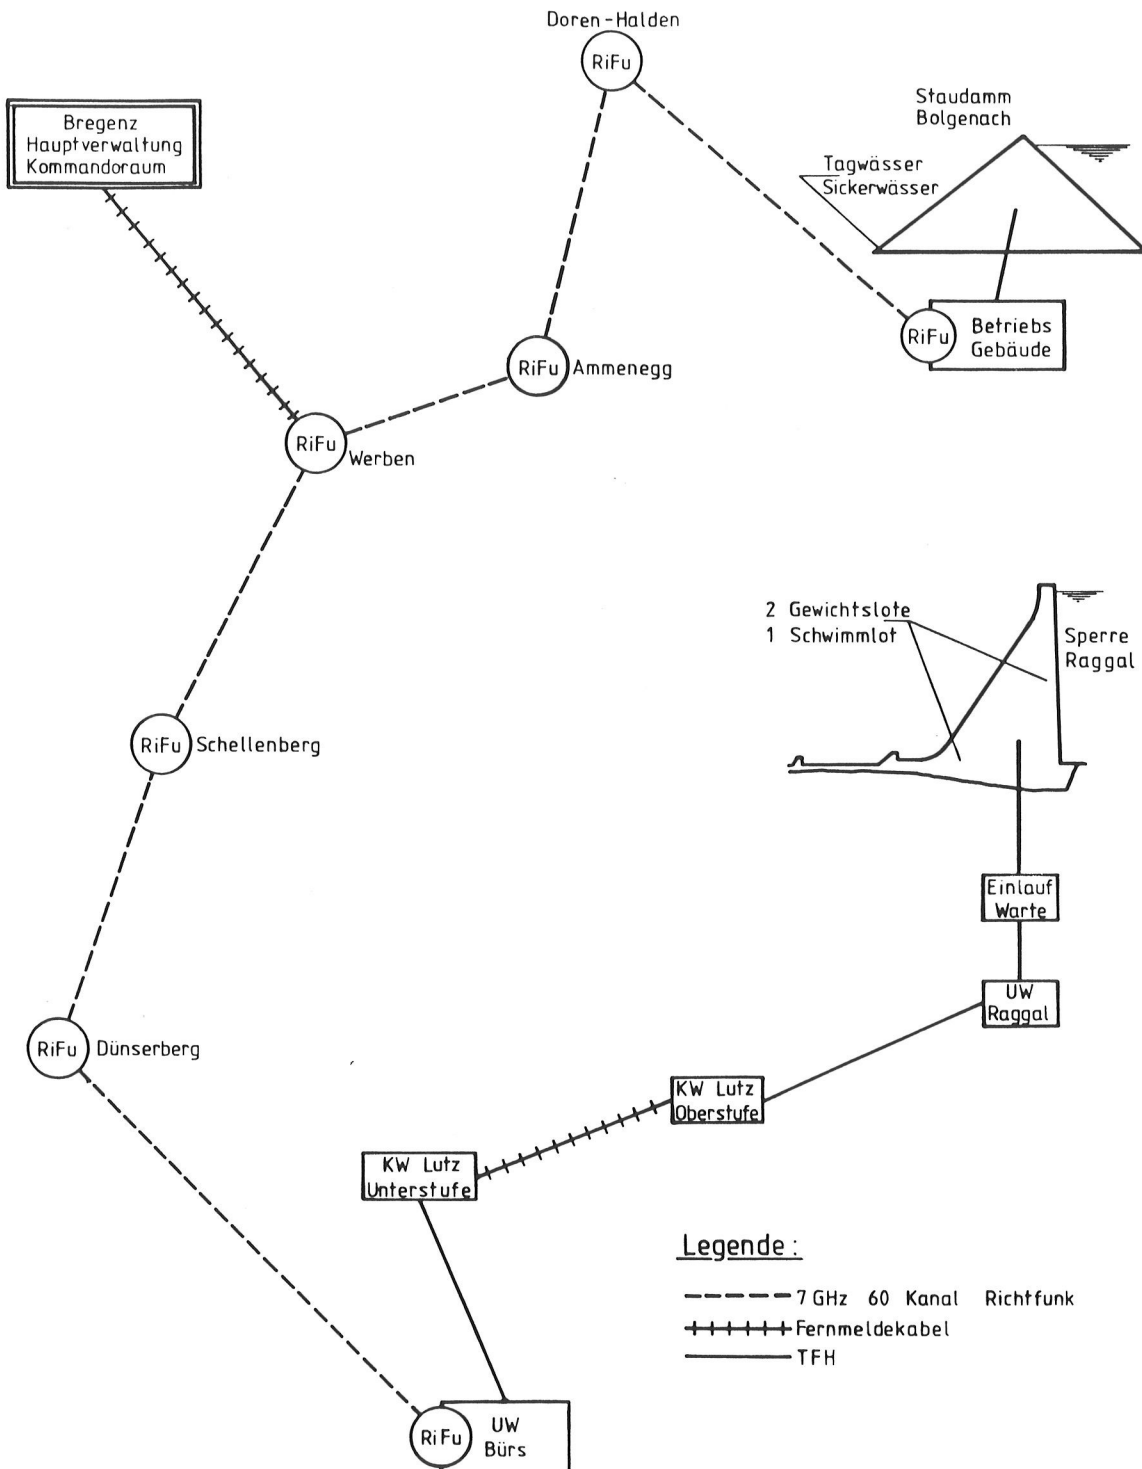 Doren-Halden
RiFu
Bregenz
Hauptverwaltung
Kommandoraum
Staudamm
Bolgenach
Tagwässer
Sickerwässer
RiFu
Betriebs
Gebäude
RiFu
Ammenegg
RiFu
Werben
2 Gewichtslote
1 Schwimmlot
Sperre
Raggal
RiFu
Schellenberg
Einlauf
Warte
UW
Raggal
RiFu
Dünserberg
KW Lutz
Oberstufe
KW Lutz
Unterstufe
Legende:
7 GHz 60 Kanal Richtfunk
Fernmeldekabel
TFH
RiFu
UW
Bürs